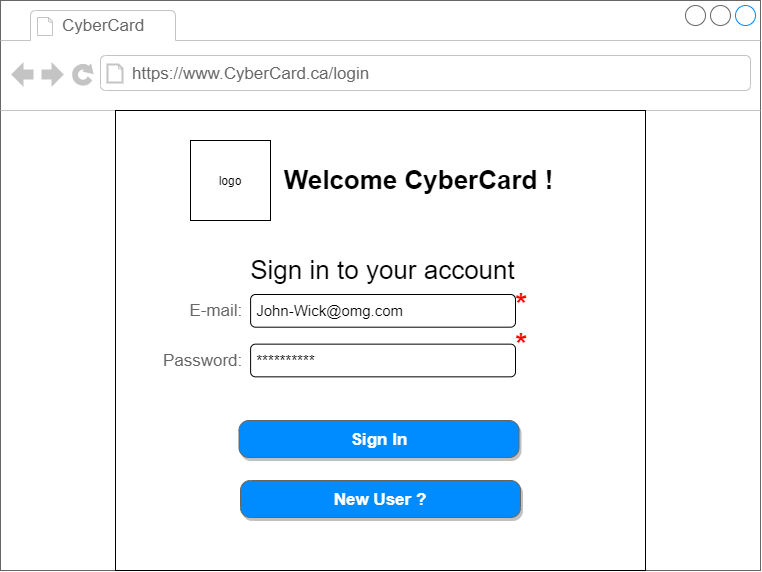 CyberCard
https://www.CyberCard.ca/login
logo
Welcome CyberCard !
Sign in to your account
E-mail: John-Wick@omg.com *
Password: ********** *
Sign In
New User ?